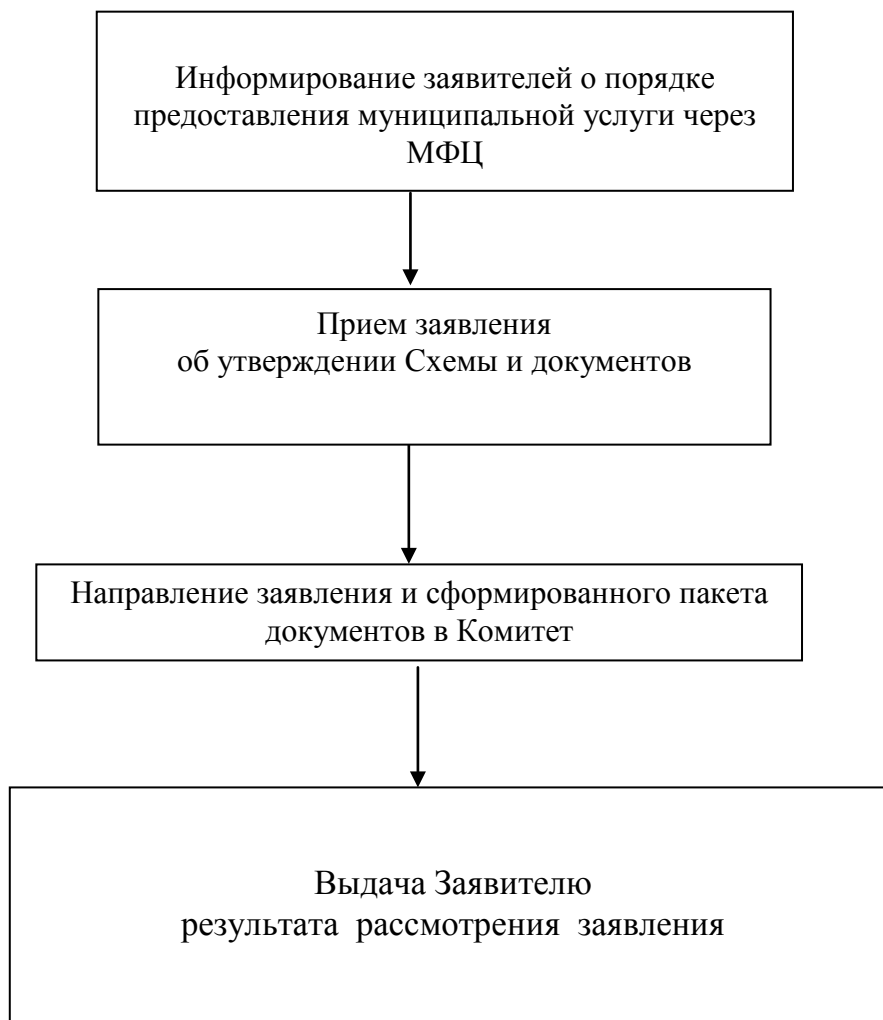 Информирование заявителей о порядке
предоставления муниципальной услуги через
МФЦ
Прием заявления
об утверждении Схемы и документов
Направление заявления и сформированного пакета
документов в Комитет
Выдача Заявителю
результата рассмотрения заявления